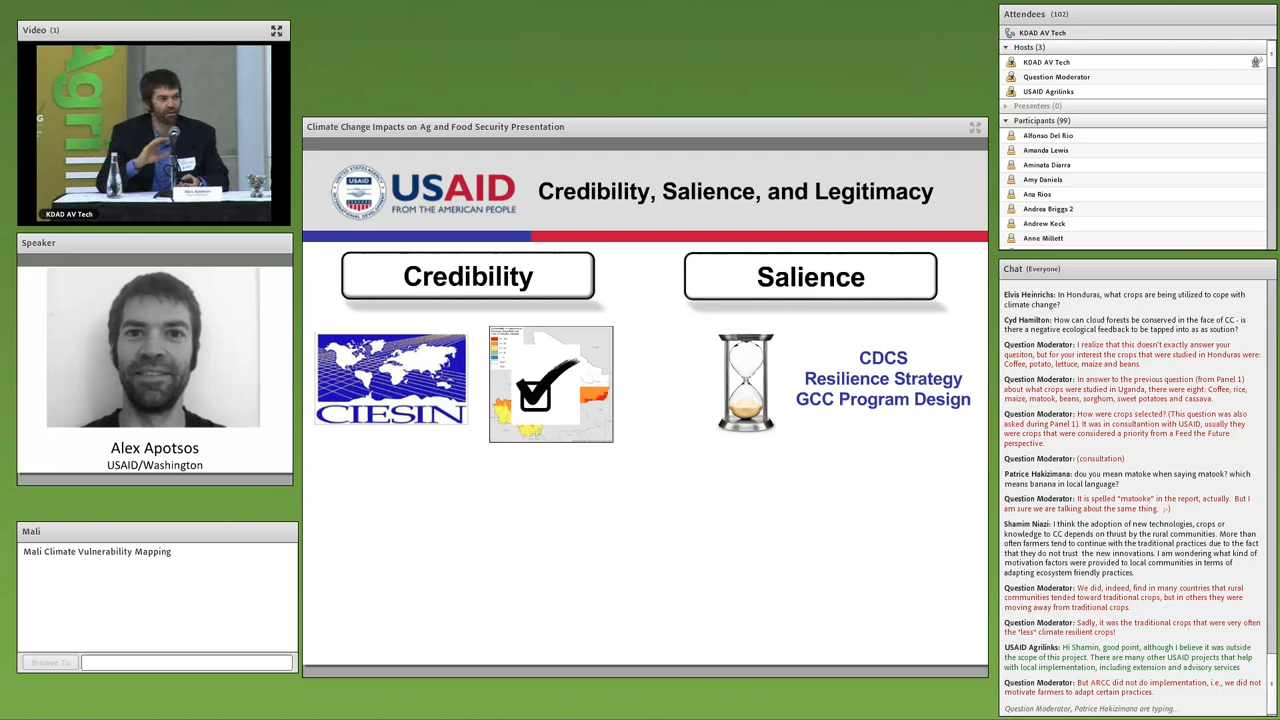 Video (1)
Agril
Alex Apotsos
KDAD AV Tech
Speaker
Alex Apotsos
USAID/Washington
Mali
Mali Climate Vulnerability Mapping
Browse To
Climate Change Impacts on Ag and Food Security Presentation
USAID
FROM THE AMERICAN PEOPLE
Credibility, Salience, and Legitimacy
Credibility
Salience
CIESIN
CDCS
Resilience Strategy
GCC Program Design
Attendees (102)
KDAD AV Tech
Hosts (3)
KDAD AV Tech
Question Moderator
USAID Agrilinks
Presenters (0)
Participants (99)
Alfonso Del Rio
Amanda Lewis
Aminata Diarra
Amy Daniels
Ana Rios
Andrea Briggs 2
Andrew Keck
Anne Millett
Chat (Everyone)
Elvis Heinrichs: In Honduras, what crops are being utilized to cope with
climate change?
Cyd Hamilton: How can cloud forests be conserved in the face of CC - is
there a negative ecological feedback to be tapped into as as soution?
Question Moderator: I realize that this doesn't exactly answer your
quesiton, but for your interest the crops that were studied in Honduras were:
Coffee, potato, lettuce, maize and beans.
Question Moderator: In answer to the previous question (from Panel 1)
about what crops were studied in Uganda, there were eight: Coffee, rice,
maize, matook, beans, sorghum, sweet potatoes and cassava.
Question Moderator: How were crops selected? (This question was also
asked during Panel 1). It was in consultantion with USAID, usually they
were crops that were considered a priority from a Feed the Future
perspective.
Question Moderator: (consultation)
Patrice Hakizimana: dou you mean matoke when saying matook? which
means banana in local language?
Question Moderator: It is spelled "matooke" in the report, actually. But I
am sure we are talking about the same thing. ;-)
Shamim Niazi: I think the adoption of new technologies, crops or
knowledge to CC depends on thrust by the rural communities. More than
often farmers tend to continue with the traditional practices due to the fact
that they do not trust the new innovations. I am wondering what kind of
motivation factors were provided to local communities in terms of
adapting ecosystem friendly practices.
Question Moderator: We did, indeed, find in many countries that rural
communities tended toward traditional crops, but in others they were
moving away from traditional crops.
Question Moderator: Sadly, it was the traditional crops that were very often
the "less" climate resilient crops!
USAID Agrilinks: Hi Shamin, good point, although I believe it was outside
the scope of this project. There are many other USAID projects that help
with local implementation, including extension and advisory services
Question Moderator: But ARCC did not do implementation, i.e., we did not
motivate farmers to adapt certain practices.
Question Moderator, Patrice Hakizimana are typing...